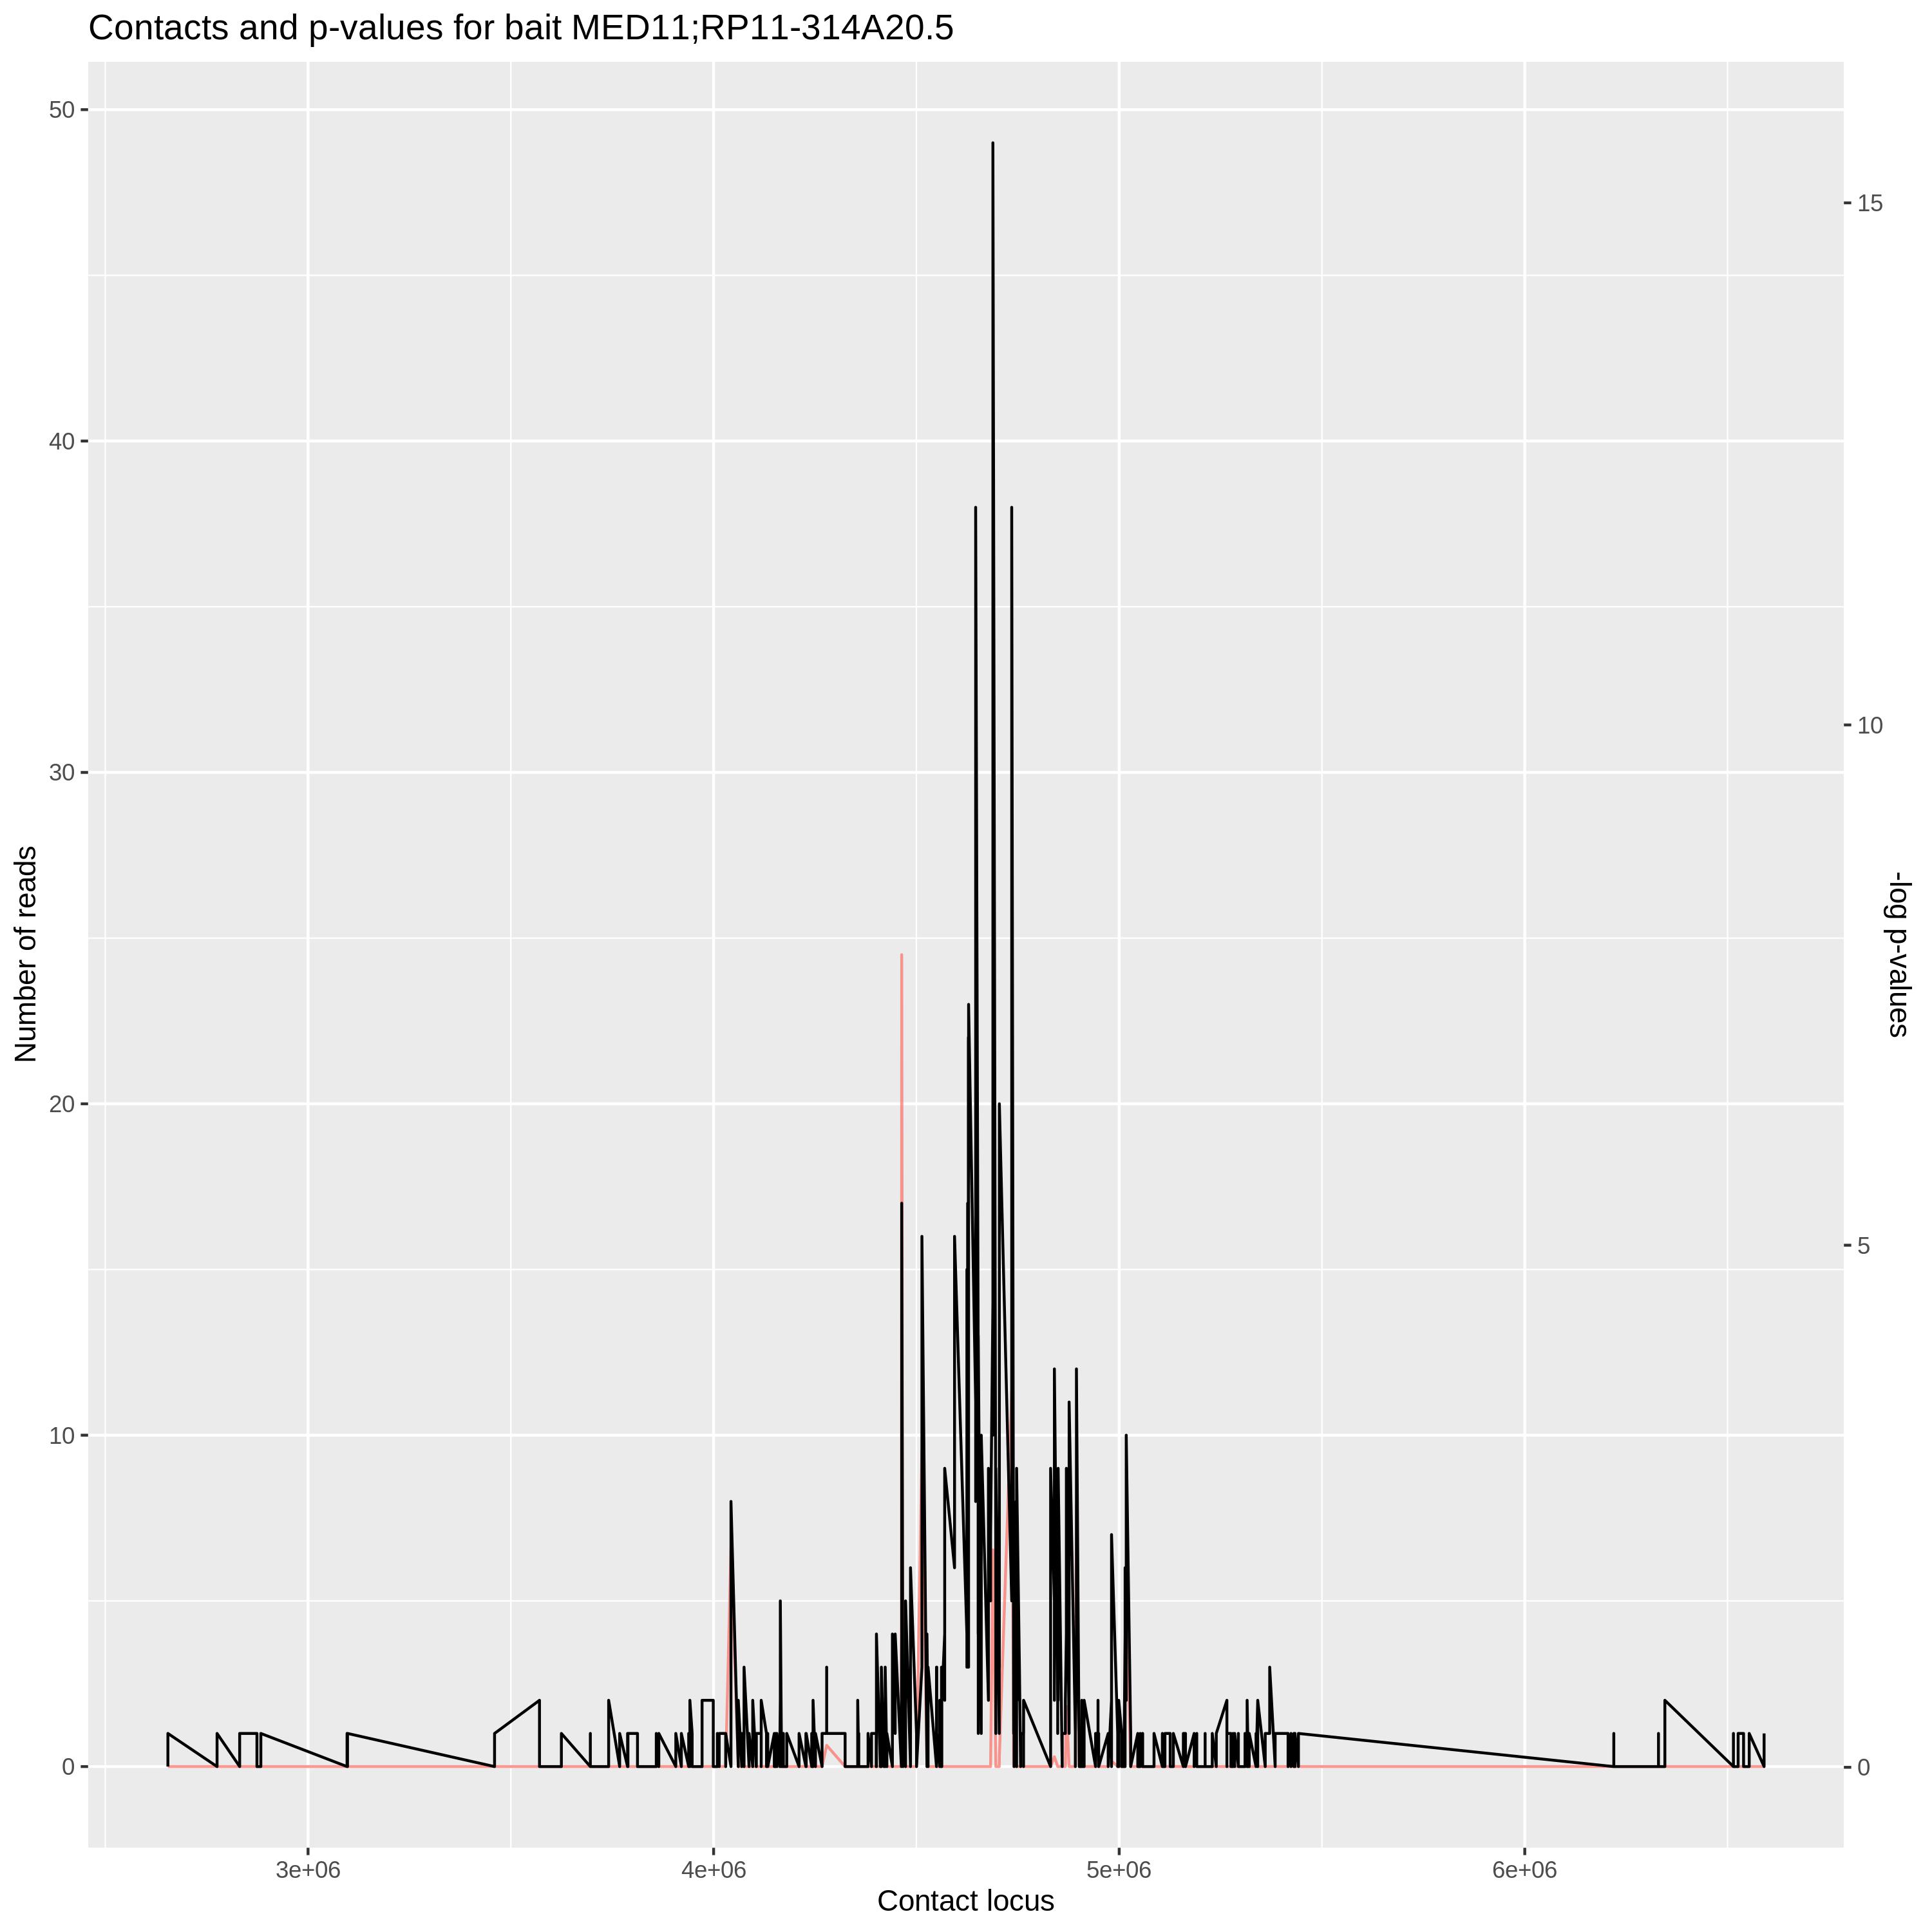 Contacts and p-values for bait MED11;RP11-314A20.5
50
40
30
20
10
0
Number of reads
15
10
5
0
-log p-values
3e+06
4e+06
5e+06
6e+06
Contact locus